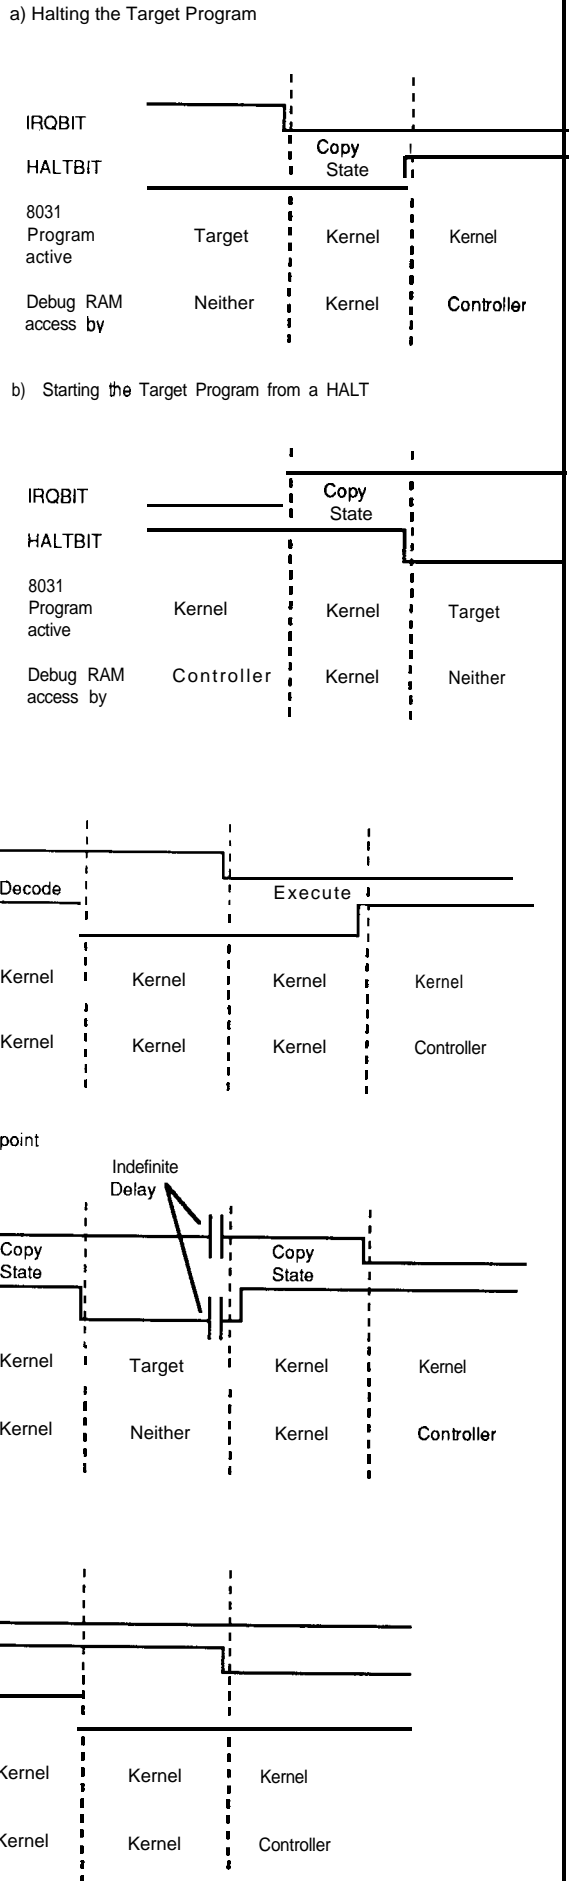 a) Halting the Target Program
IRQBIT
Copy
HALTBIT
State
8031
Program
active
Target
Kernel
Kernel
Debug RAM
access by
Neither
Kernel
Controller
b) Starting the Target Program from a HALT
IRQBIT
Copy
State
HALTBIT
8031
Program
active
Kernel
Kernel
Target
Debug RAM
access by
Controller
Kernel
Neither
Decode
Execute
Kernel
Kernel
Kernel
Kernel
Kernel
Kernel
Kernel
Controller
point
Indefinite
Delay
Copy
State
Copy
State
Kernel
Target
Kernel
Kernel
Kernel
Neither
Kernel
Controller
Kernel
Kernel
Kernel
Kernel
Kernel
Controller